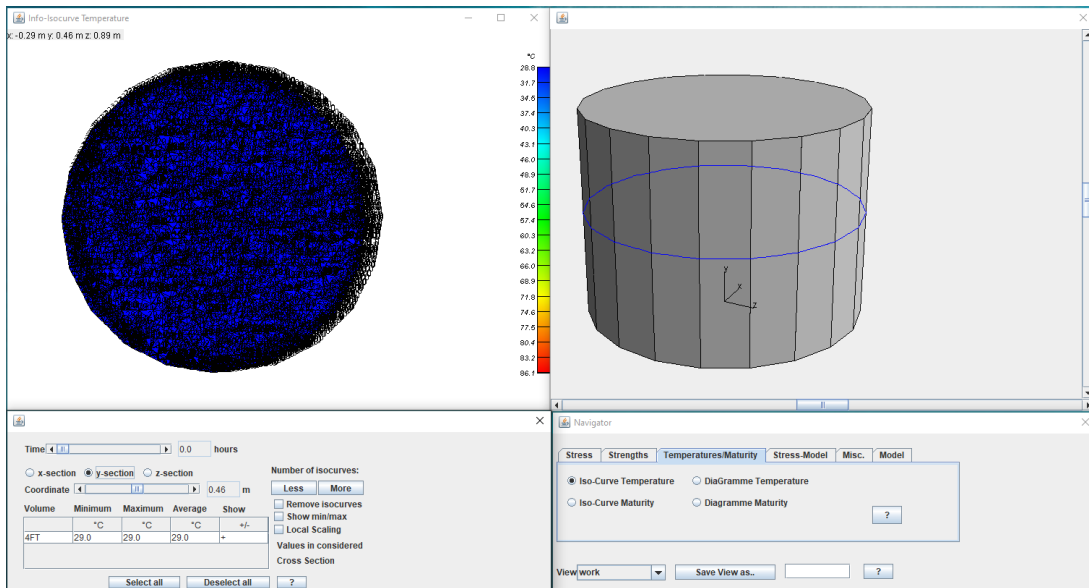 Info-Isocurve Temperature
x: -0.29 m y: 0.46 m z: 0.89 m
°C
28.8
31.7
34.6
37.4
40.3
43.1
46.0
48.9
51.7
54.6
57.4
60.3
63.2
66.0
68.9
71.8
74.6
77.5
80.4
83.2
86.1
y
x
z
Time 0.0 hours
x-section y-section z-section
Coordinate 0.46 m
Number of isocurves:
Less More
Remove isocurves
Show min/max
Local Scaling
Values in considered
Cross Section
Volume Minimum Maximum Average Show
°C °C °C +/-
4FT 29.0 29.0 29.0 +
Select all Deselect all ?
Navigator
Stress Strengths Temperatures/Maturity Stress-Model Misc. Model
Iso-Curve Temperature DiaGramme Temperature
Iso-Curve Maturity Diagramme Maturity
?
View work Save View as.. ?